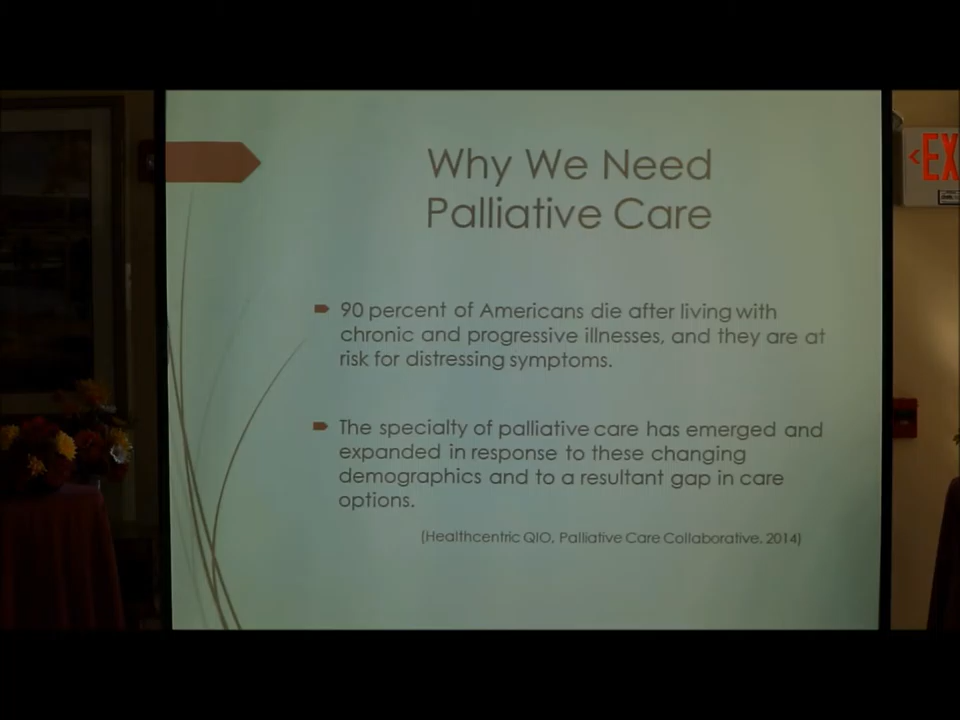 Why We Need
Palliative Care
90 percent of Americans die after living with
chronic and progressive illnesses, and they are at
risk for distressing symptoms.
The specialty of palliative care has emerged and
expanded in response to these changing
demographics and to a resultant gap in care
options.
(Healthcentric QIO, Palliative Care Collaborative, 2014)
<EX